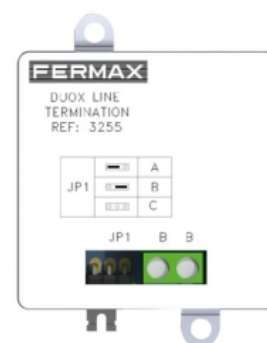 FERMAX
DUOX LINE
TERMINATION
REF: 3255
A
JP1 B
C
JP1 B B